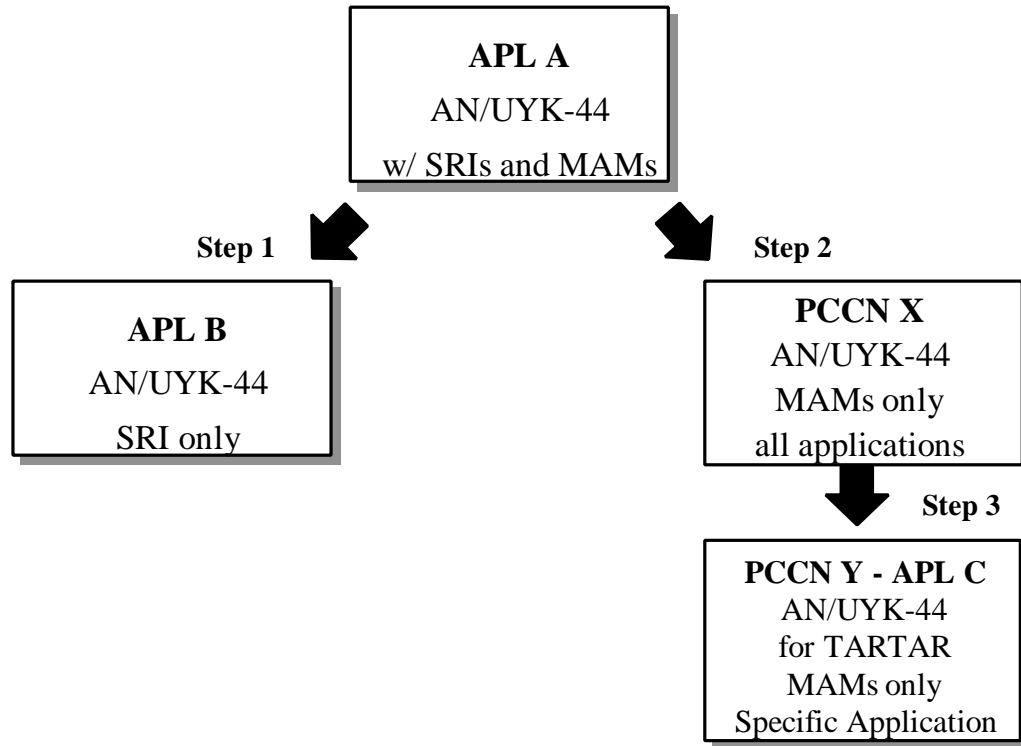 APL A
AN/UYK-44
w/ SRIs and MAMs
Step 1
Step 2
APL B
AN/UYK-44
SRI only
PCCN X
AN/UYK-44
MAMs only
all applications
Step 3
PCCN Y - APL C
AN/UYK-44
for TARTAR
MAMs only
Specific Application